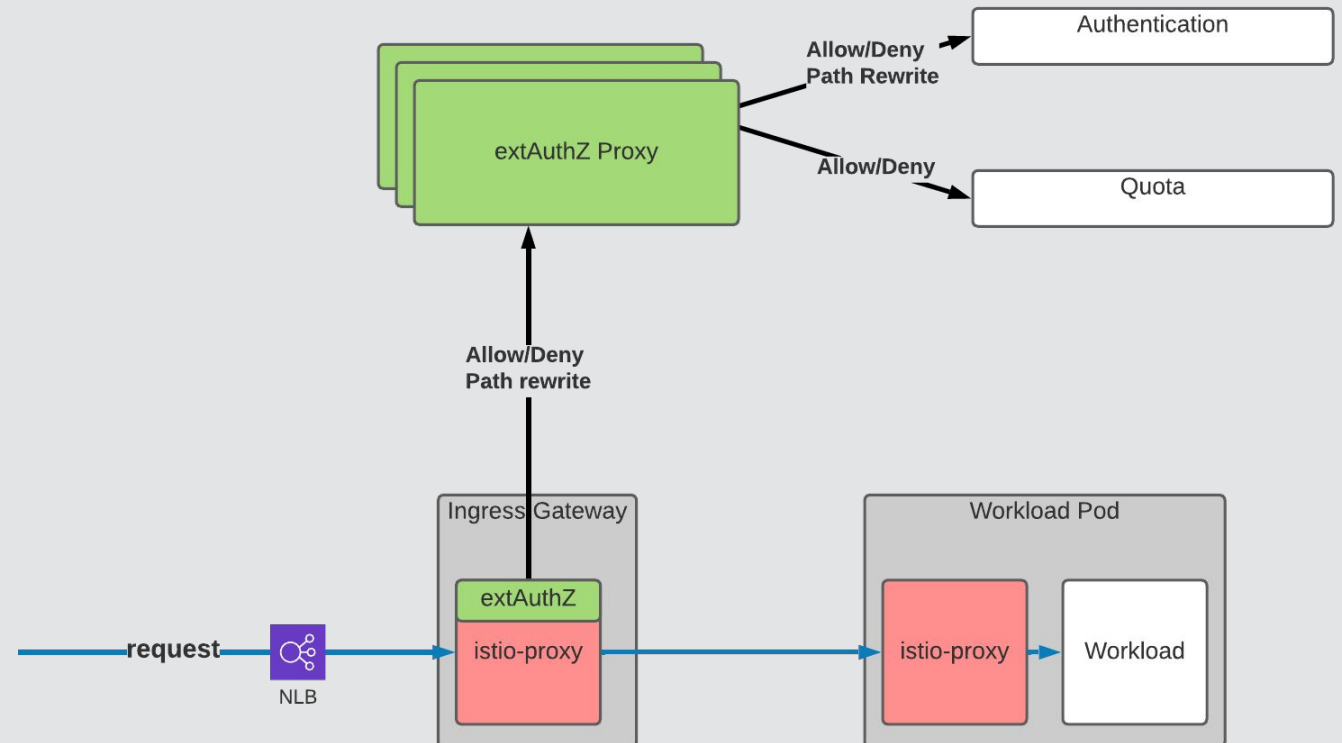 Authentication
Allow/Deny
Path Rewrite
extAuthZ Proxy
Allow/Deny
Quota
Allow/Deny
Path rewrite
Ingress Gateway
Workload Pod
extAuthZ
request
istio-proxy
istio-proxy
Workload
NLB